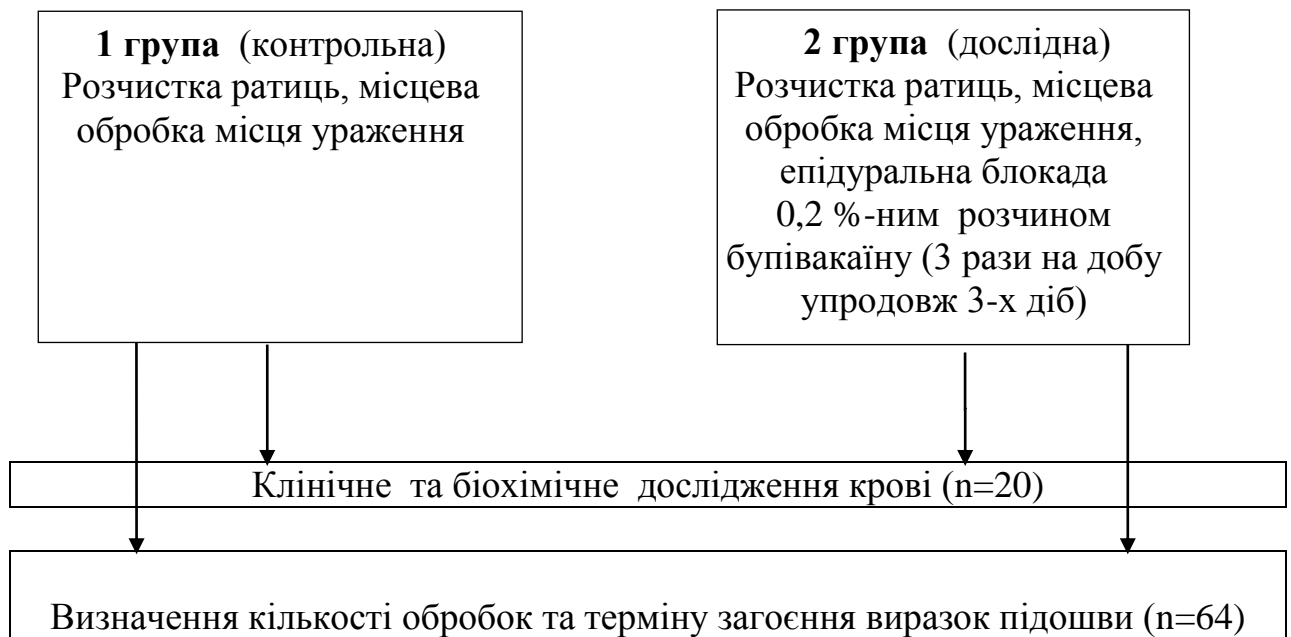 1 група (контрольна)
Розчистка ратиць, місцева
обробка місця ураження
2 група (дослідна)
Розчистка ратиць, місцева
обробка місця ураження,
епідуральна блокада
0,2 %-ним розчином
бупівакаїну (3 рази на добу
упродовж 3-х діб)
Клінічне та біохімічне дослідження крові (n=20)
Визначення кількості обробок та терміну загоєння виразок підошви (n=64)